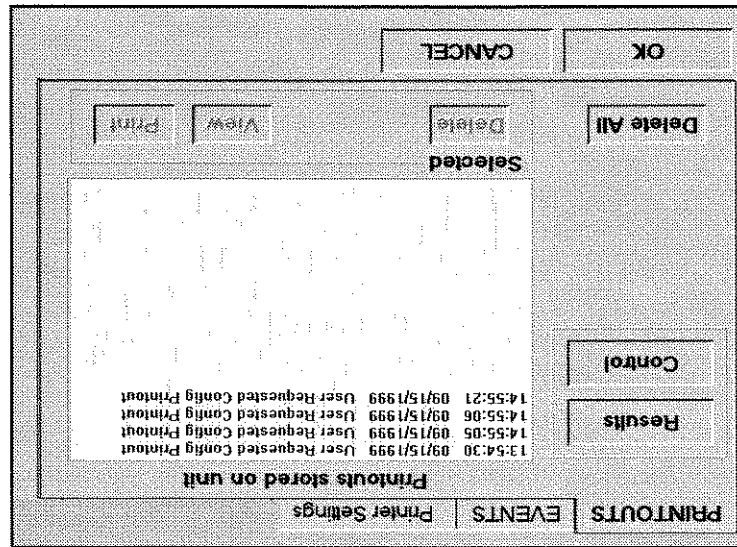 PRINTOUTS EVENTS Printer Settings
Printouts stored on unit
Results
Control
13:54:30 09/15/1999 User Requested Config Printout
14:55:05 09/15/1999 User Requested Config Printout
14:55:06 09/15/1999 User Requested Config Printout
14:55:21 09/15/1999 User Requested Config Printout
Selected
Delete All Delete View Print
OK CANCEL